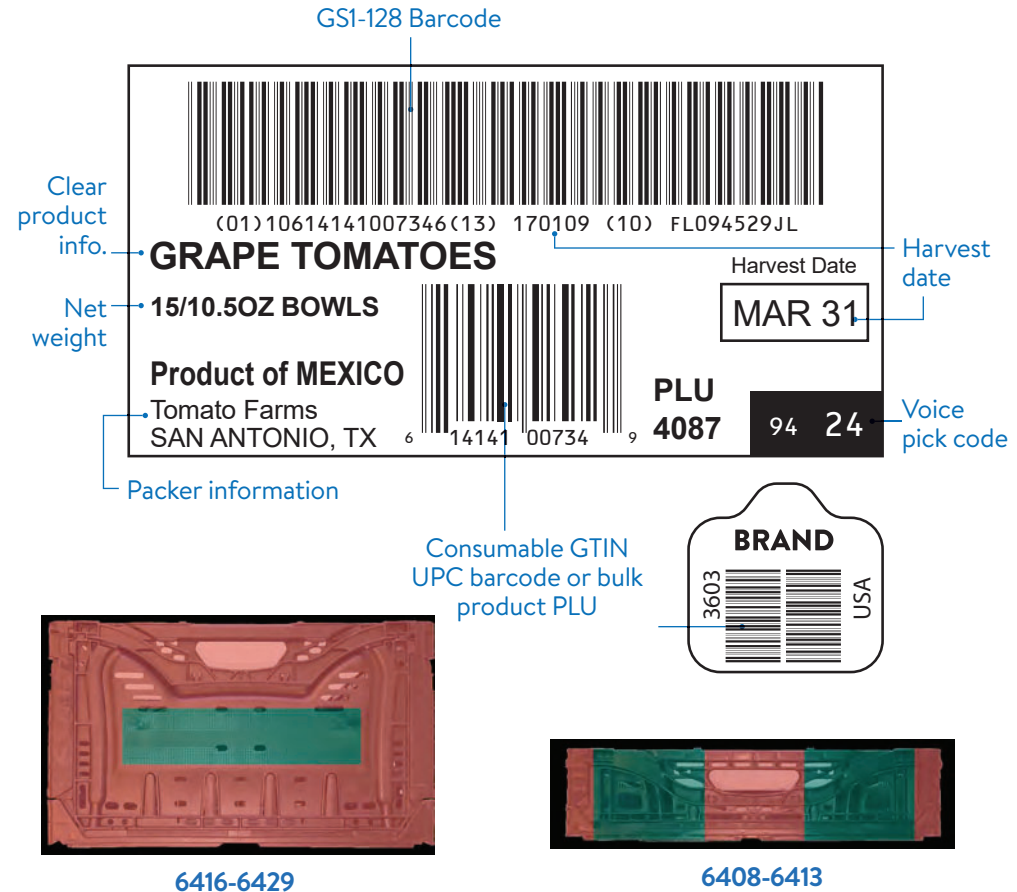 GS1-128 Barcode
(01)10614141007346(13) 170109 (10) FL094529JL
Clear
product
info.
GRAPE TOMATOES
Harvest Date
Harvest
date
MAR 31
Net
weight
15/10.5OZ BOWLS
Product of MEXICO
Tomato Farms
SAN ANTONIO, TX
6 14141 00734 9
PLU
4087
94 24
Voice
pick code
Packer information
Consumable GTIN
UPC barcode or bulk
product PLU
BRAND
3603
USA
6416-6429
6408-6413